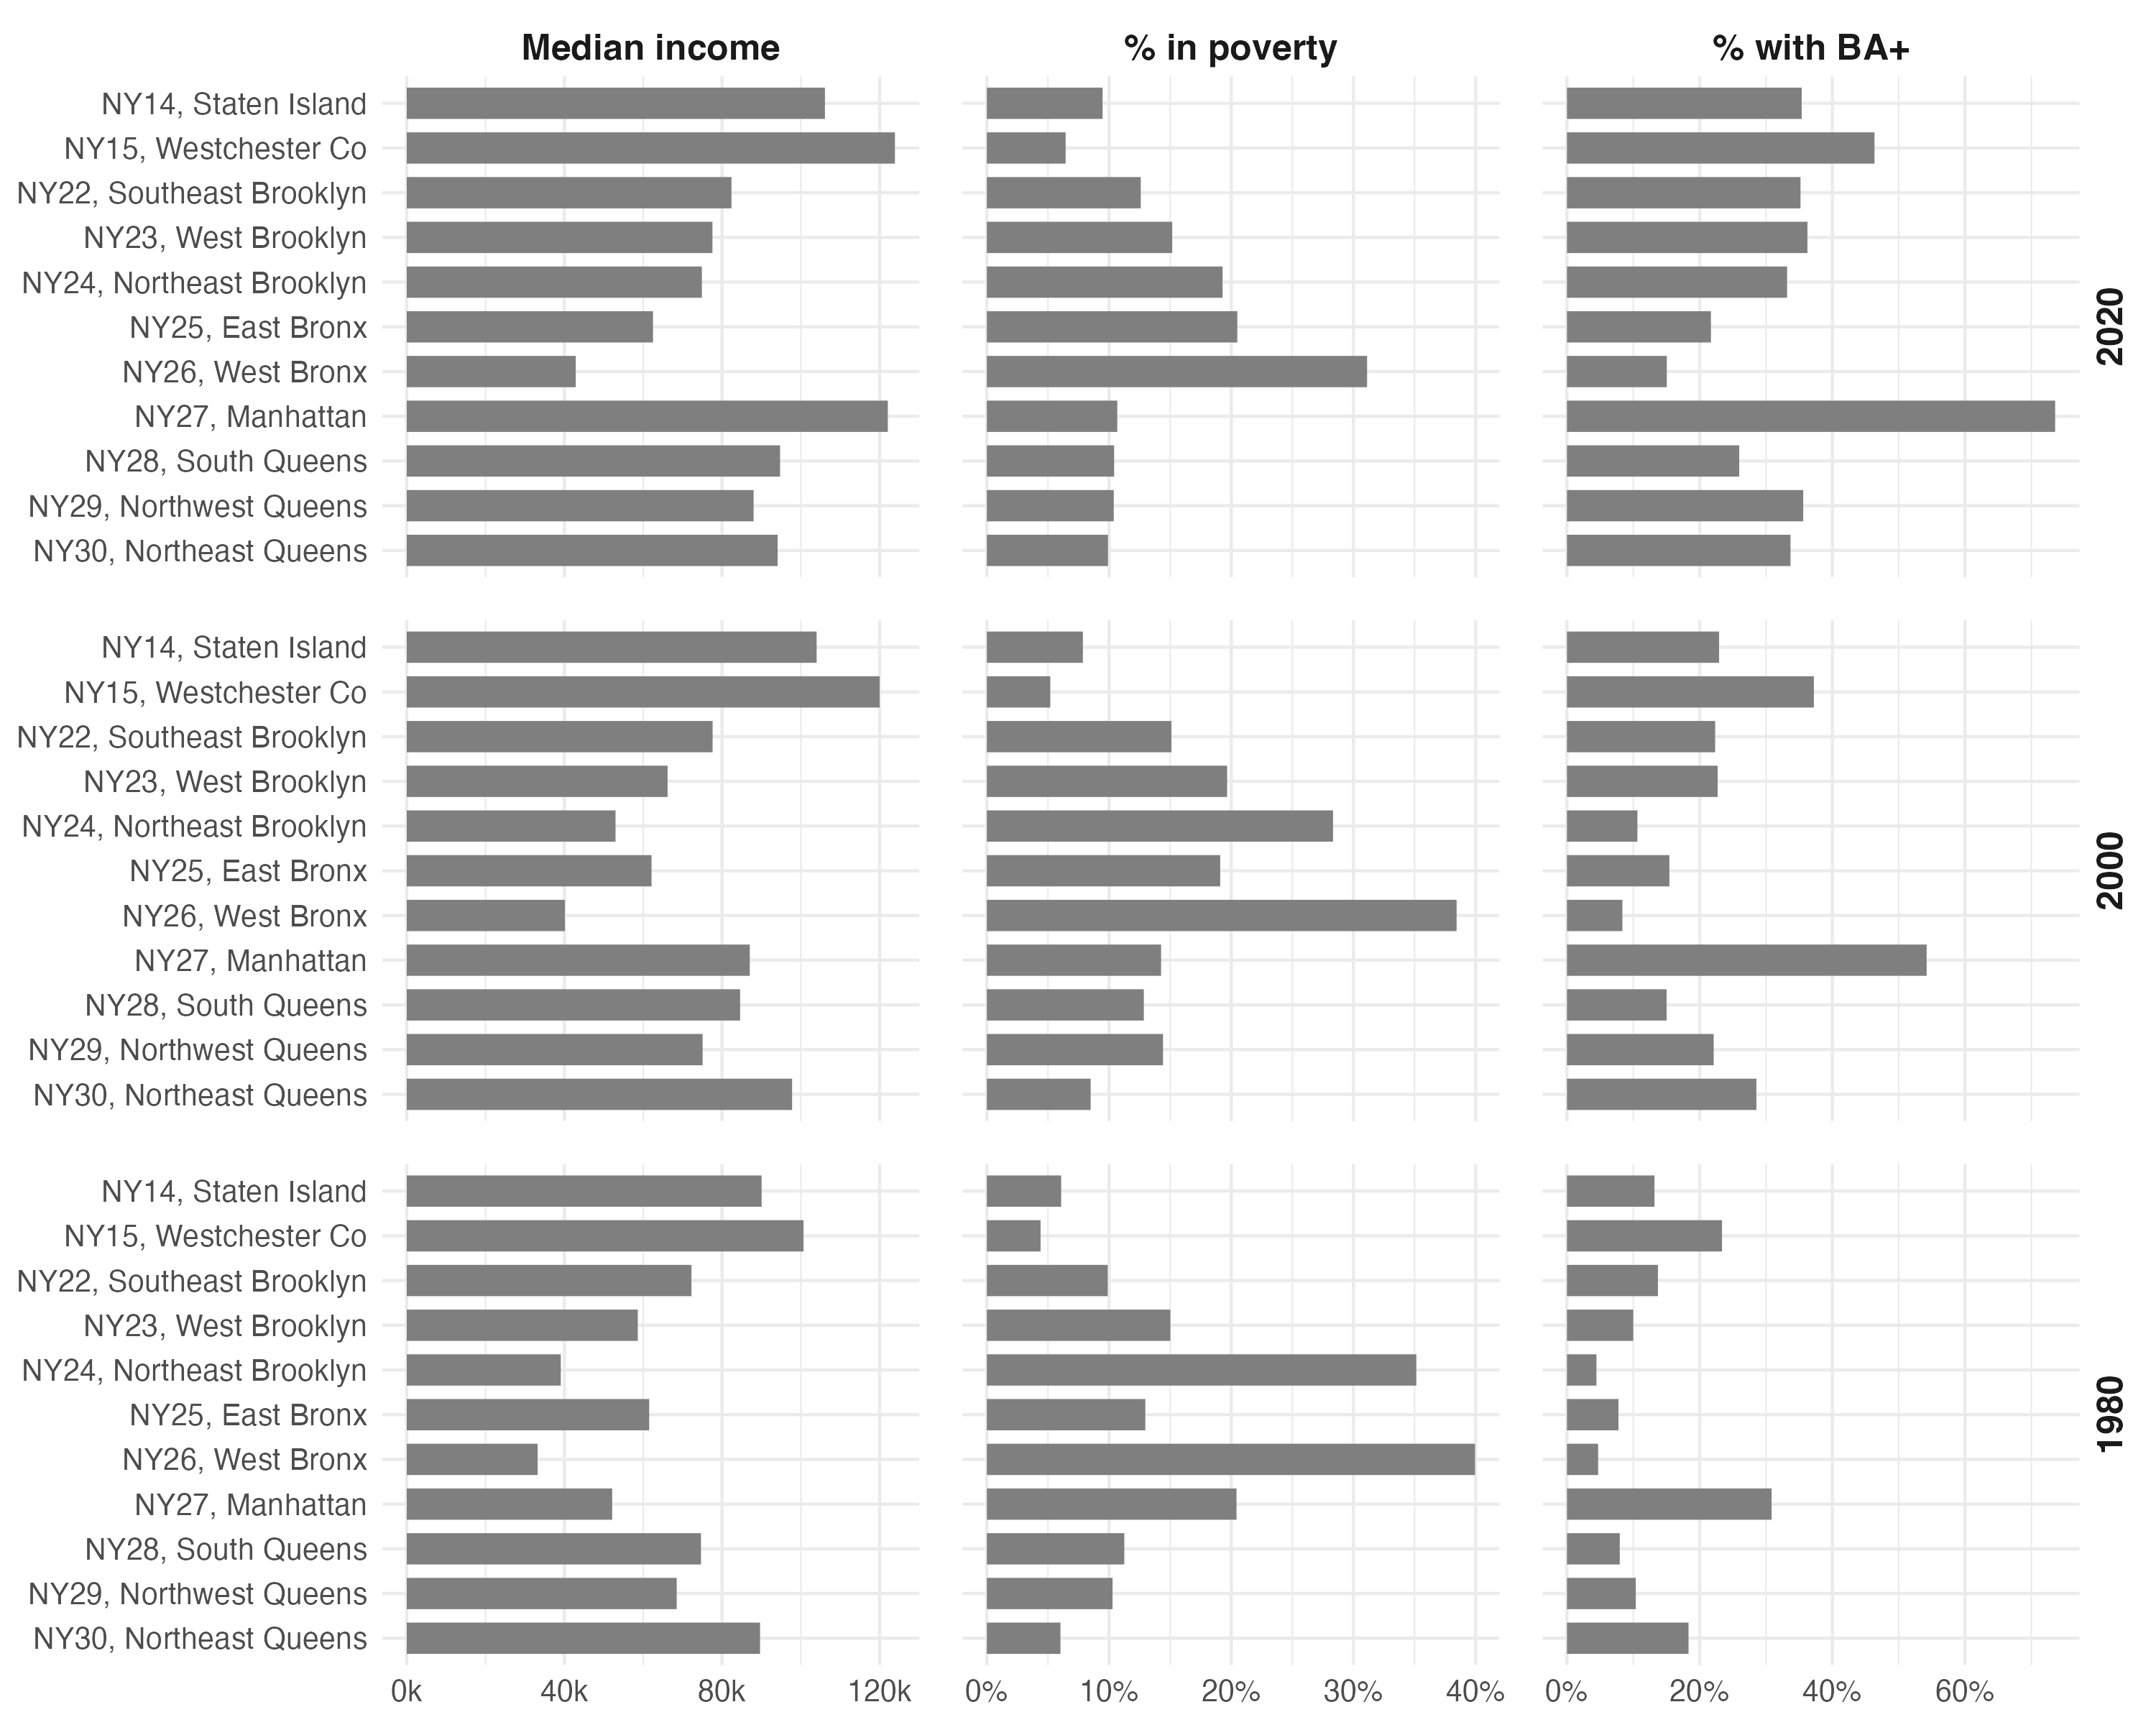 Median income % in poverty % with BA+
NY14, Staten Island
NY15, Westchester Co
NY22, Southeast Brooklyn
NY23, West Brooklyn
NY24, Northeast Brooklyn
NY25, East Bronx
NY26, West Bronx
NY27, Manhattan
NY28, South Queens
NY29, Northwest Queens
NY30, Northeast Queens
2020
NY14, Staten Island
NY15, Westchester Co
NY22, Southeast Brooklyn
NY23, West Brooklyn
NY24, Northeast Brooklyn
NY25, East Bronx
NY26, West Bronx
NY27, Manhattan
NY28, South Queens
NY29, Northwest Queens
NY30, Northeast Queens
2000
NY14, Staten Island
NY15, Westchester Co
NY22, Southeast Brooklyn
NY23, West Brooklyn
NY24, Northeast Brooklyn
NY25, East Bronx
NY26, West Bronx
NY27, Manhattan
NY28, South Queens
NY29, Northwest Queens
NY30, Northeast Queens
1980
0k 40k 80k 120k 0% 10% 20% 30% 40% 0% 20% 40% 60%